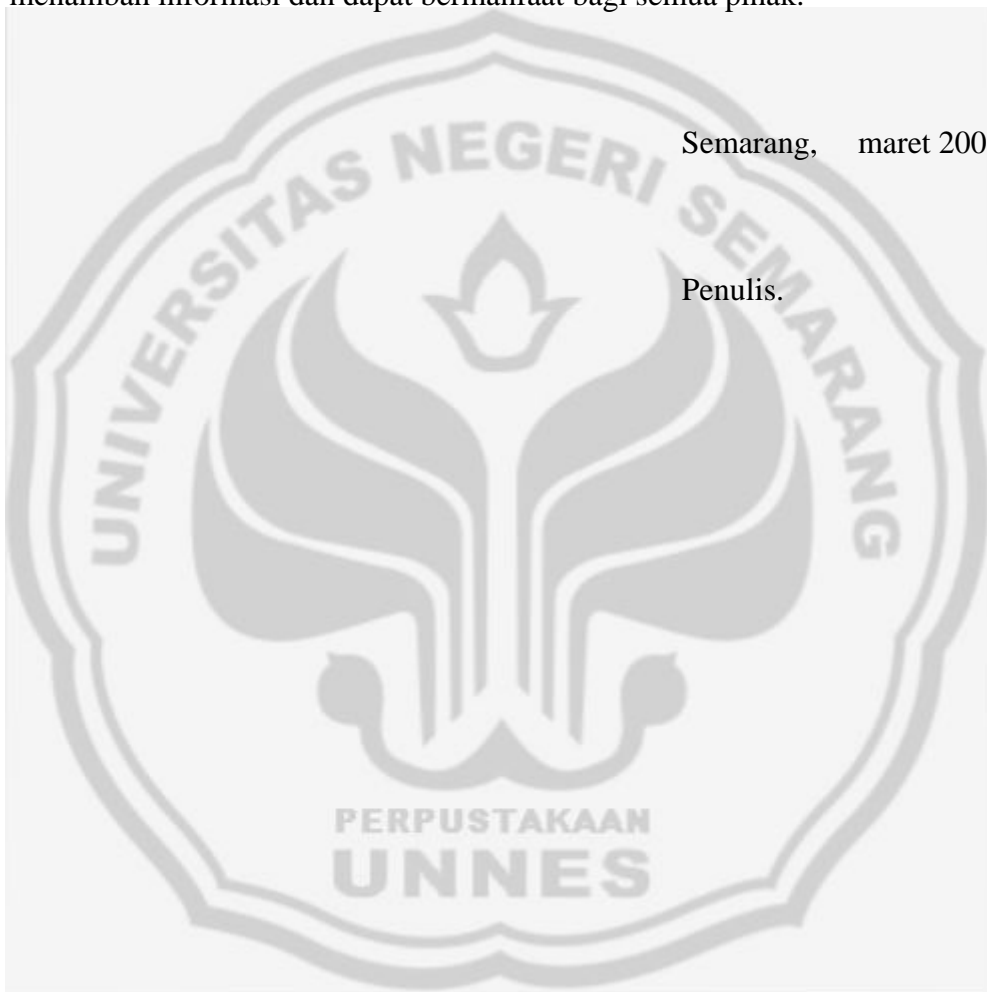 menambah informasi dan dapat bermanfaat bagi semua pihak.
Semarang, maret 200
Penulis.
UNIVERSITAS NEGERI SEMARANG
PERPUSTAKAAN
UNNES